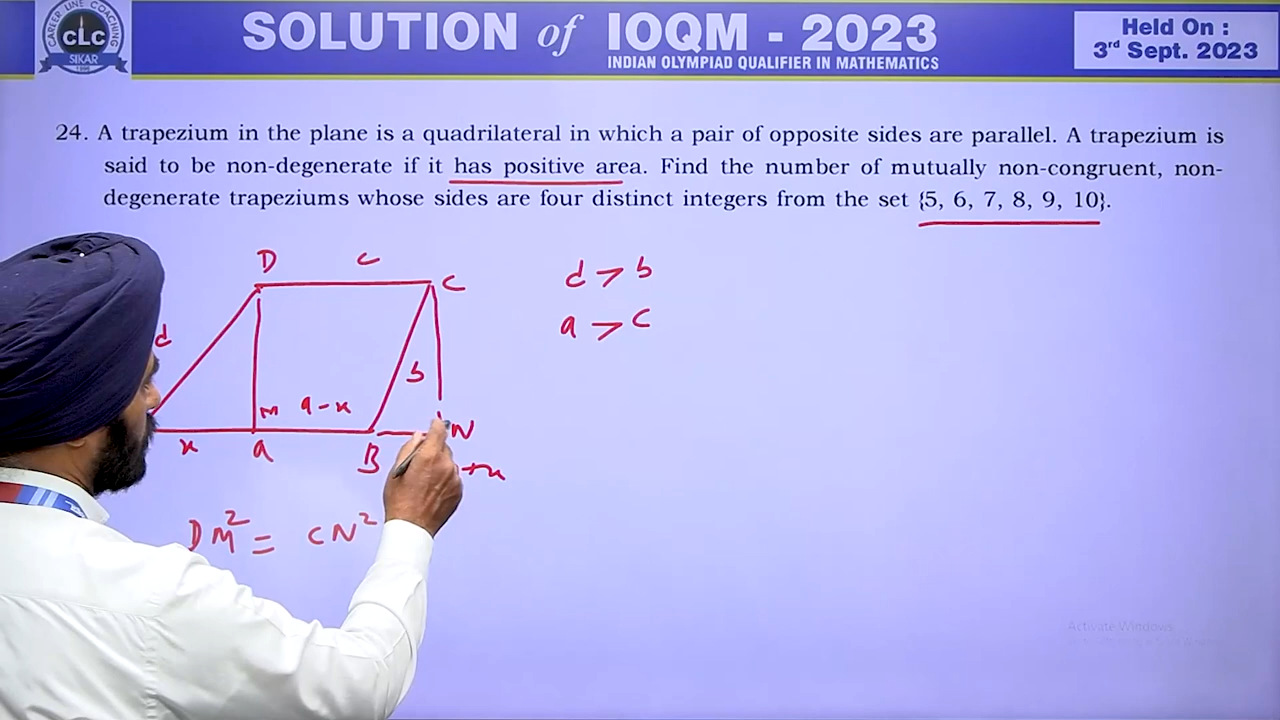 CAREER LINE COACHING
CLC
SIKAR
SOLUTION of IOQM - 2023
INDIAN OLYMPIAD QUALIFIER IN MATHEMATICS
Held On :
3rd Sept. 2023
24. A trapezium in the plane is a quadrilateral in which a pair of opposite sides are parallel. A trapezium is
said to be non-degenerate if it has positive area. Find the number of mutually non-congruent, non-
degenerate trapeziums whose sides are four distinct integers from the set {5, 6, 7, 8, 9, 10}.
D c C
d > b
a > c
d
b
M a-x N
x a B
+x
DM² = CN²
Activate Windows